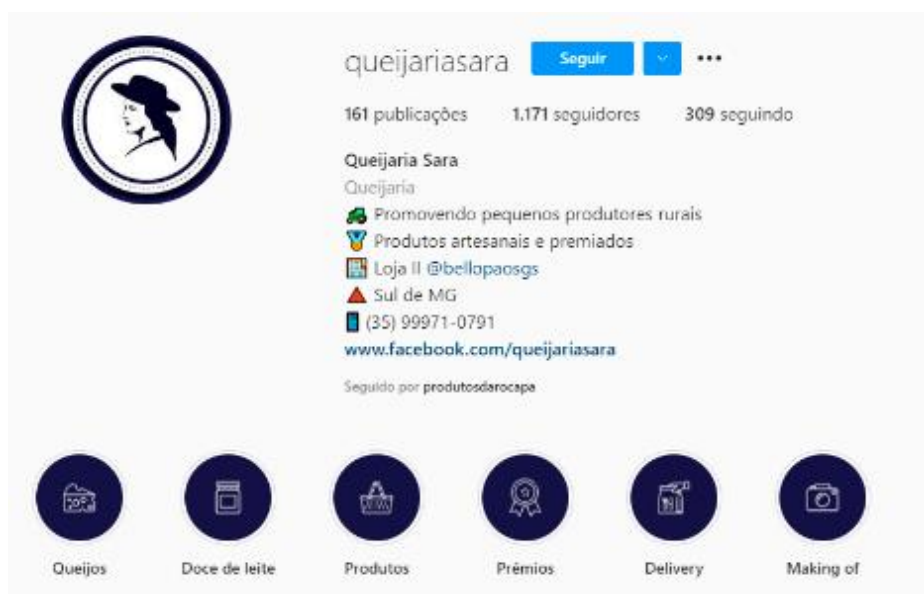 queijariasara Seguir
161 publicações 1.171 seguidores 309 seguindo
Queijaria Sara
Queijaria
Promovendo pequenos produtores rurais
Produtos artesanais e premiados
Loja II @bellopaosgs
Sul de MG
(35) 99971-0791
www.facebook.com/queijariasara
Seguido por produtosdarocapa
Queijos Doce de leite Produtos Prêmios Delivery Making of